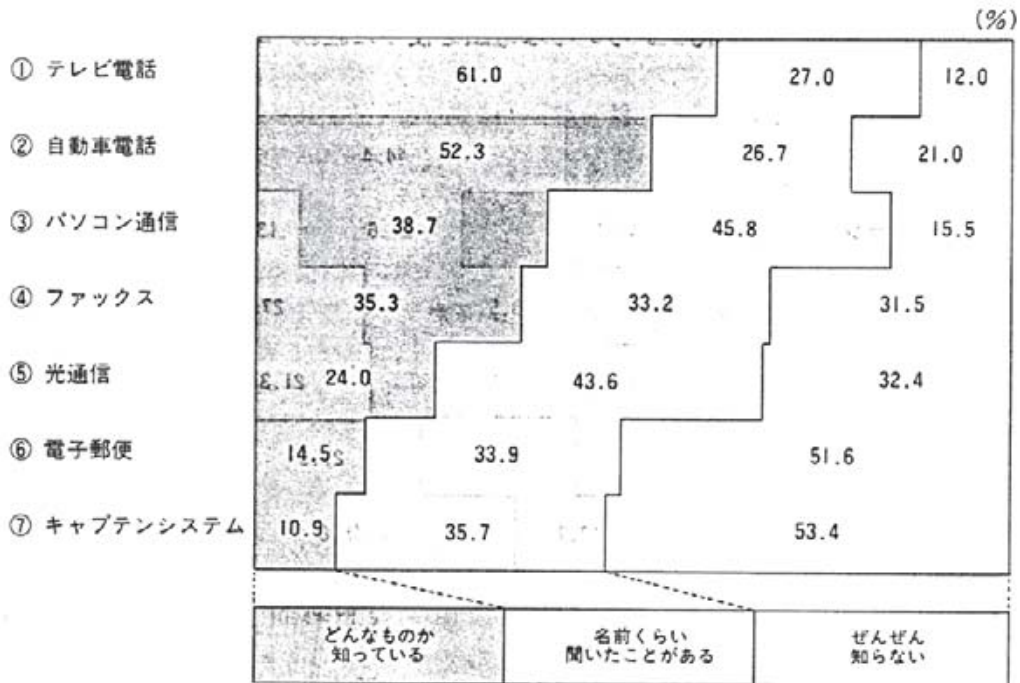 (%)
① テレビ電話 61.0 27.0 12.0
② 自動車電話 52.3 26.7 21.0
③ パソコン通信 38.7 45.8 15.5
④ ファックス 35.3 33.2 31.5
⑤ 光通信 24.0 43.6 32.4
⑥ 電子郵便 14.5 33.9 51.6
⑦ キャプテンシステム 10.9 35.7 53.4
どんなものか
知っている
名前くらい
聞いたことがある
ぜんぜん
知らない